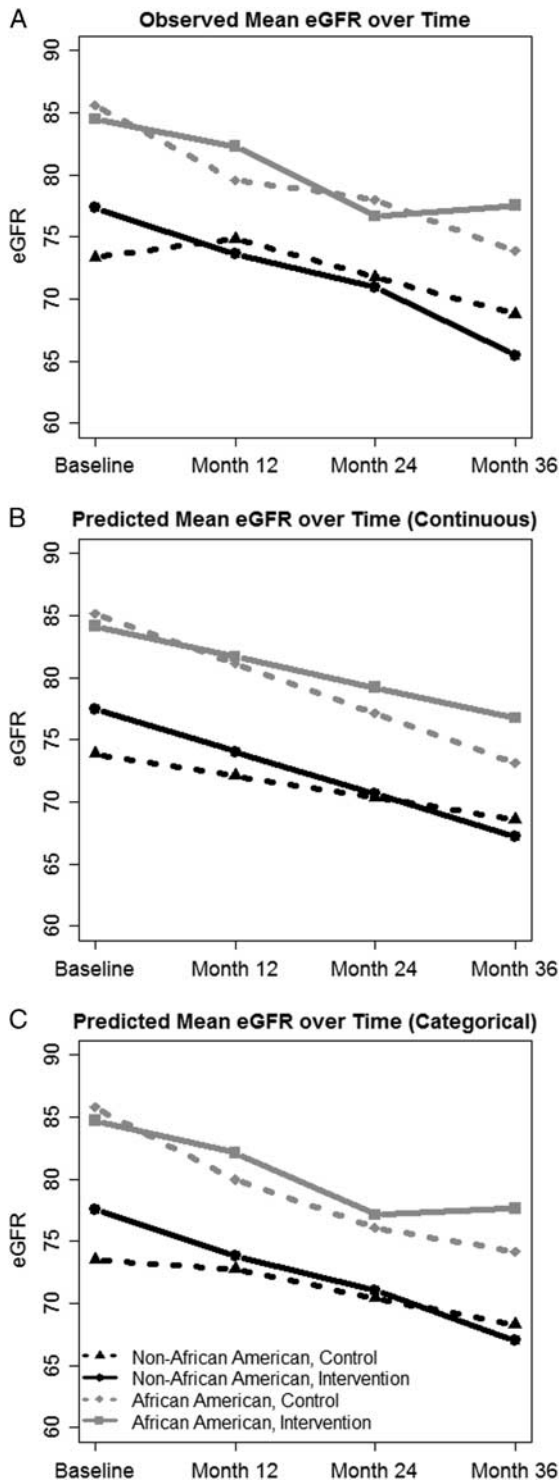 A
Observed Mean eGFR over Time
90
85
80
75
70
65
60
eGFR
Baseline Month 12 Month 24 Month 36
B
Predicted Mean eGFR over Time (Continuous)
90
85
80
75
70
65
60
eGFR
Baseline Month 12 Month 24 Month 36
C
Predicted Mean eGFR over Time (Categorical)
90
85
80
75
70
65
60
eGFR
Non-African American, Control
Non-African American, Intervention
African American, Control
African American, Intervention
Baseline Month 12 Month 24 Month 36